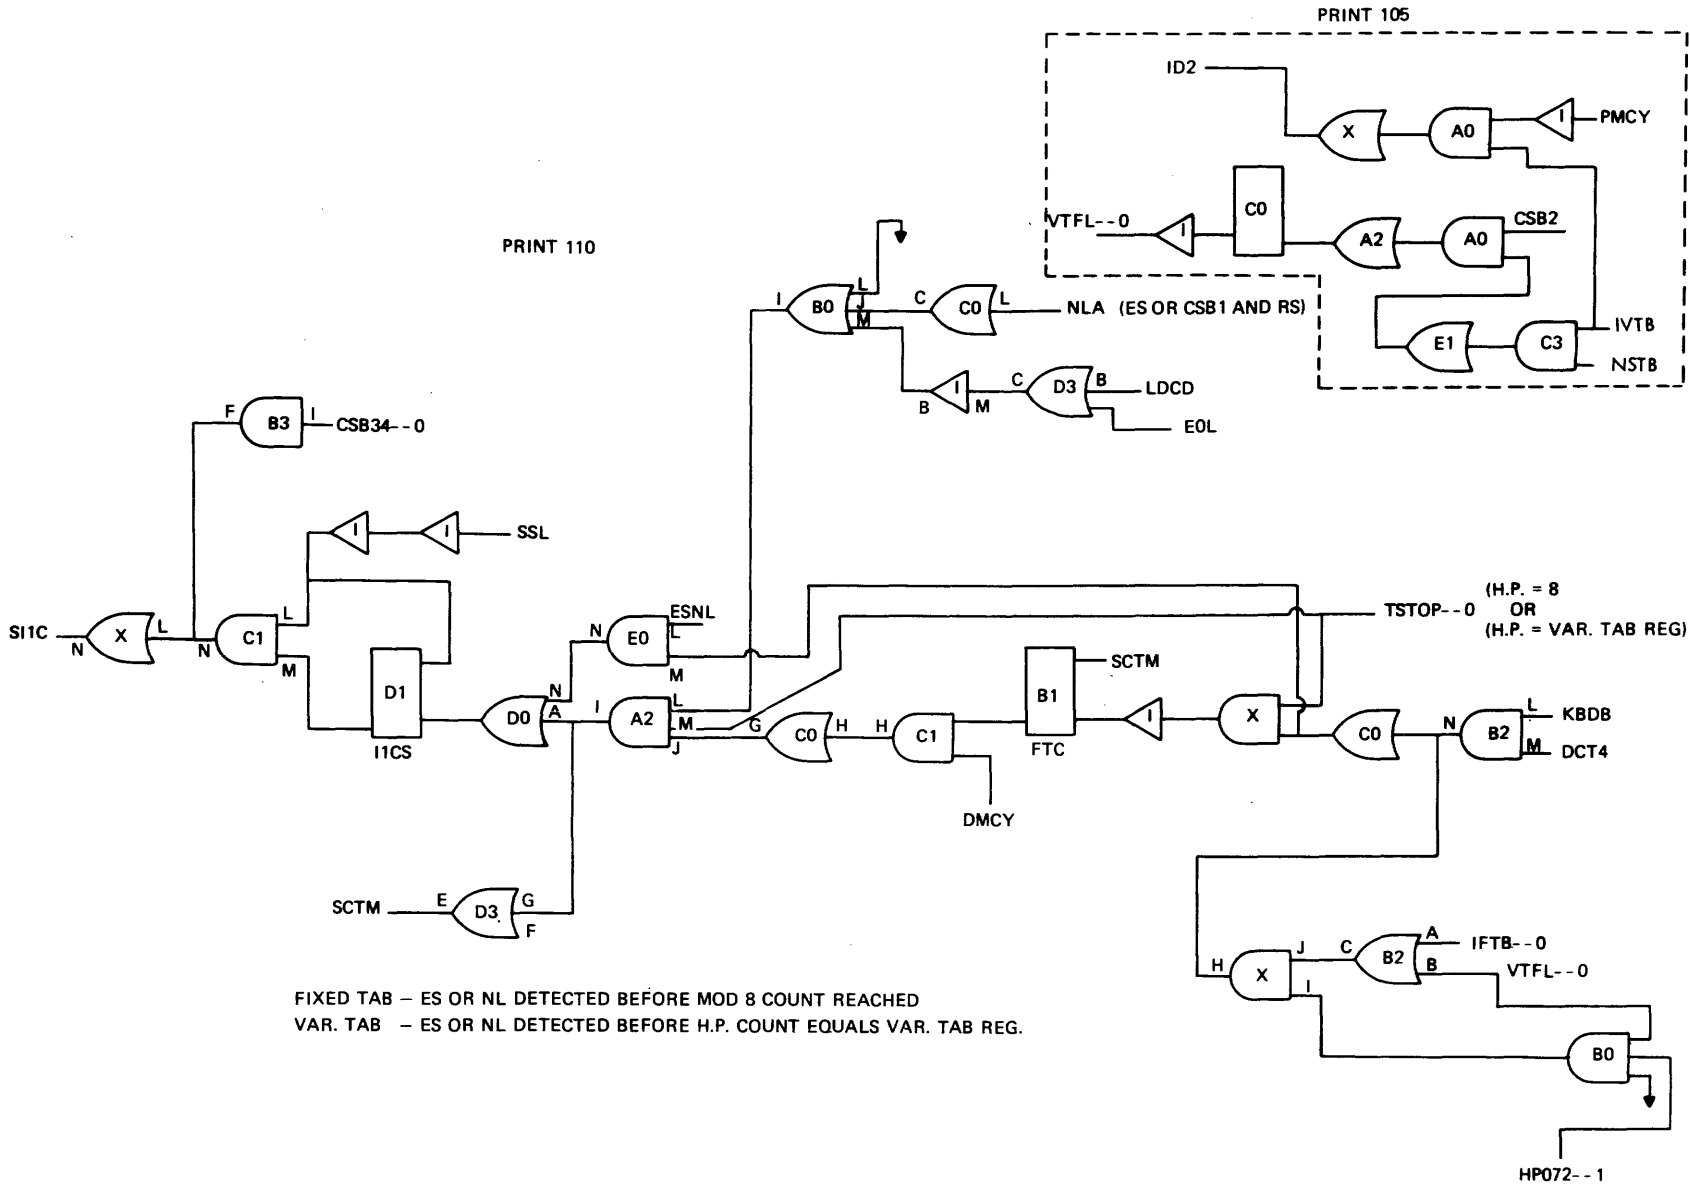 PRINT 105
ID2
X
A0
I
PMCY
C0
VTFL--0
I
A2
A0
CSB2
E1
C3
IVTB
NSTB
PRINT 110
I
B0
L
J
M
C
C0
L
NLA (ES OR CSB1 AND RS)
B
I
M
C
D3
B
LDCD
EOL
F
B3
I
CSB34--0
I
I
SSL
SI1C
N
X
L
N
C1
L
M
D1
I1CS
D0
N
A
N
E0
ESNL
L
M
I
A2
L
M
J
G
C0
H
H
C1
DMCY
B1
FTC
SCTM
I
X
C0
N
B2
L
KBDB
M
DCT4
TSTOP--0
(H.P. = 8
OR
(H.P. = VAR. TAB REG)
SCTM
E
D3
G
F
H
X
J
I
C
B2
A
B
IFTB--0
VTFL--0
B0
HP072--1
FIXED TAB – ES OR NL DETECTED BEFORE MOD 8 COUNT REACHED
VAR. TAB – ES OR NL DETECTED BEFORE H.P. COUNT EQUALS VAR. TAB REG.